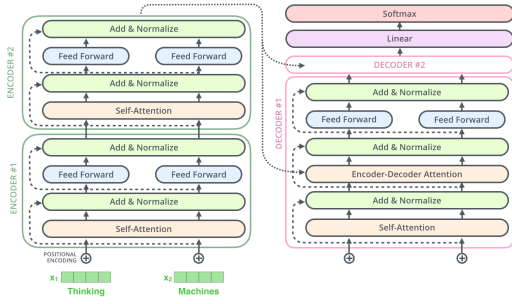 ENCODER #2
Add & Normalize
Feed Forward
Feed Forward
Add & Normalize
Self-Attention
ENCODER #1
Add & Normalize
Feed Forward
Feed Forward
Add & Normalize
Self-Attention
POSITIONAL
ENCODING
x₁
x₂
Thinking
Machines
Softmax
Linear
DECODER #2
DECODER #1
Add & Normalize
Feed Forward
Feed Forward
Add & Normalize
Encoder-Decoder Attention
Add & Normalize
Self-Attention